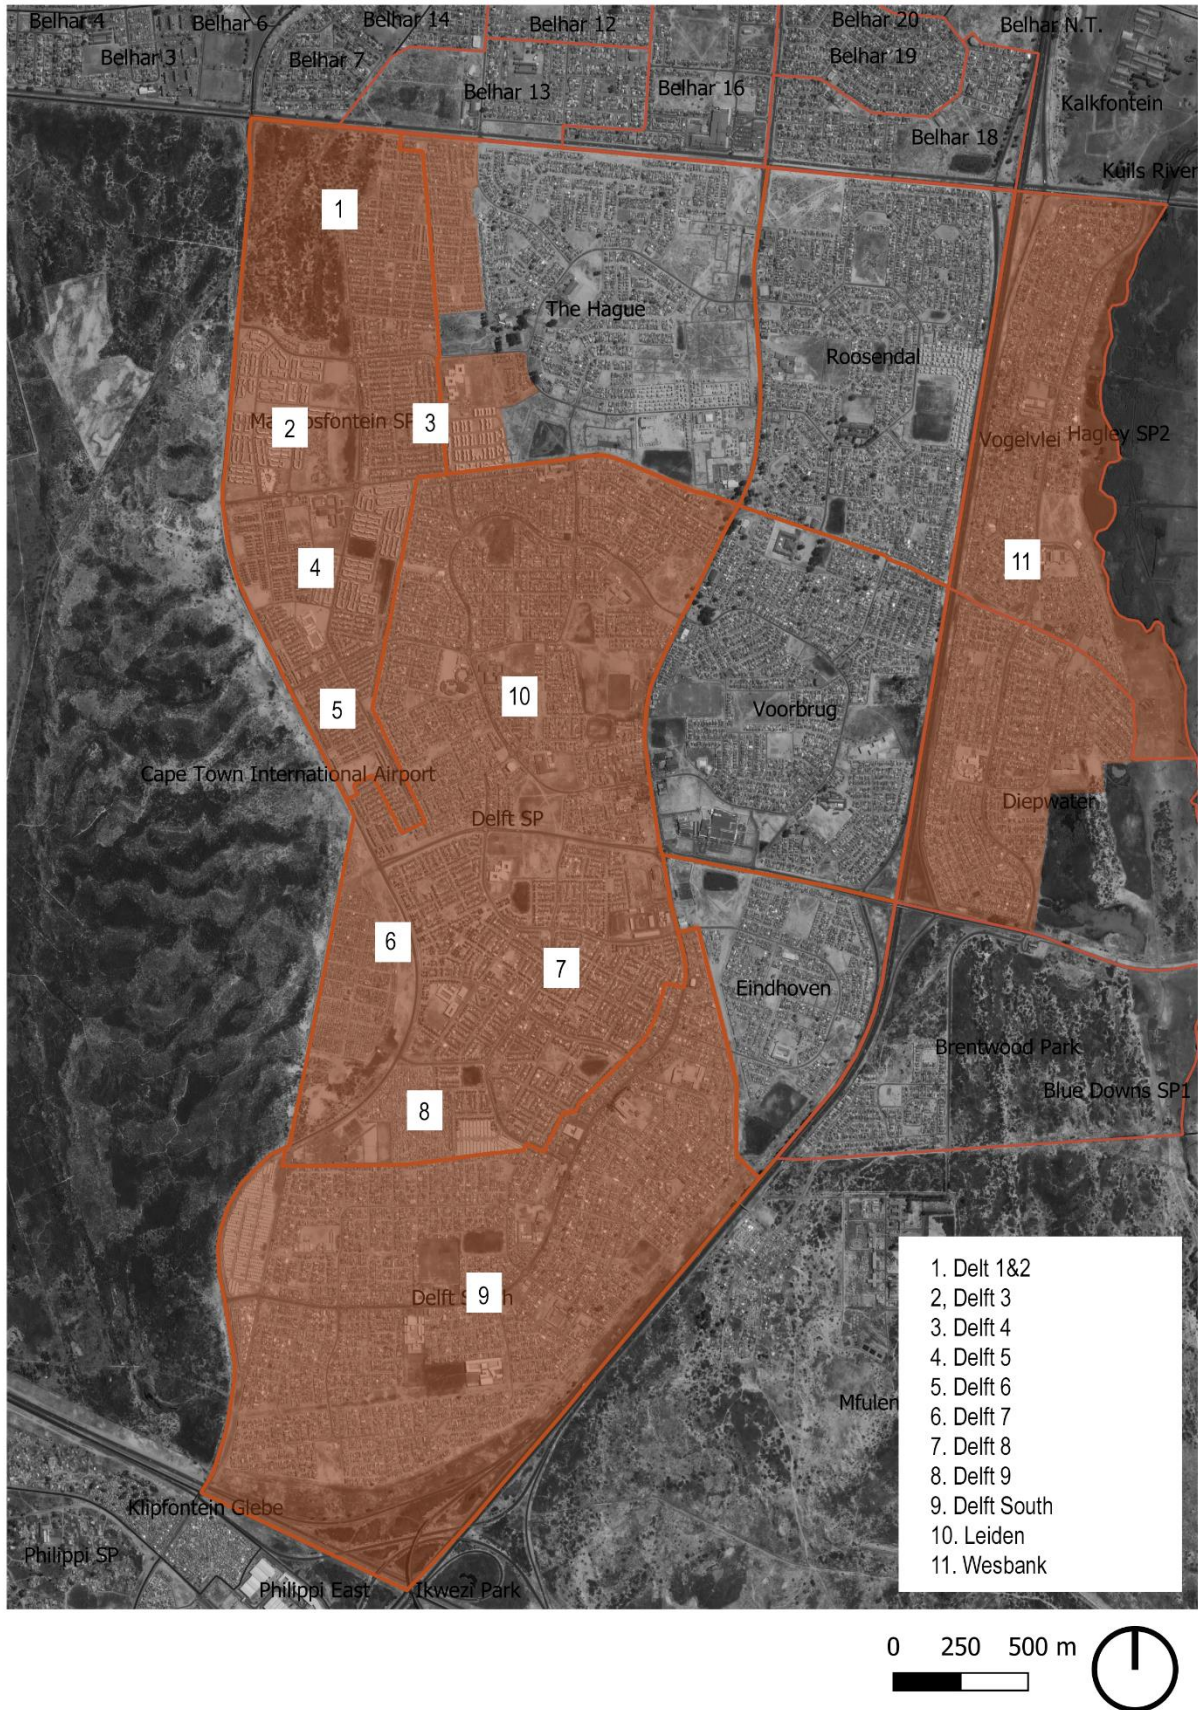 Belhar 4
Belhar 6
Belhar 14
Belhar 12
Belhar 20
Belhar N.T.
Belhar 3
Belhar 7
Belhar 19
Belhar 13
Belhar 16
Kalkfontein
Belhar 18
Kuils River
1
The Hague
Roosendal
2
3
Vogelvlei
Hagley SP2
4
11
10
5
Voorbrug
Cape Town International Airport
Diepwater
Delft SP
6
7
Eindhoven
Brentwood Park
Blue Downs SP1
8
Delft S h
9
Klipfontein Glebe
Philippi SP
Philippi East
Ikwezi Park
Mfulen
1. Delt 1&2
2, Delft 3
3. Delft 4
4. Delft 5
5. Delft 6
6. Delft 7
7. Delft 8
8. Delft 9
9. Delft South
10. Leiden
11. Wesbank
0 250 500 m